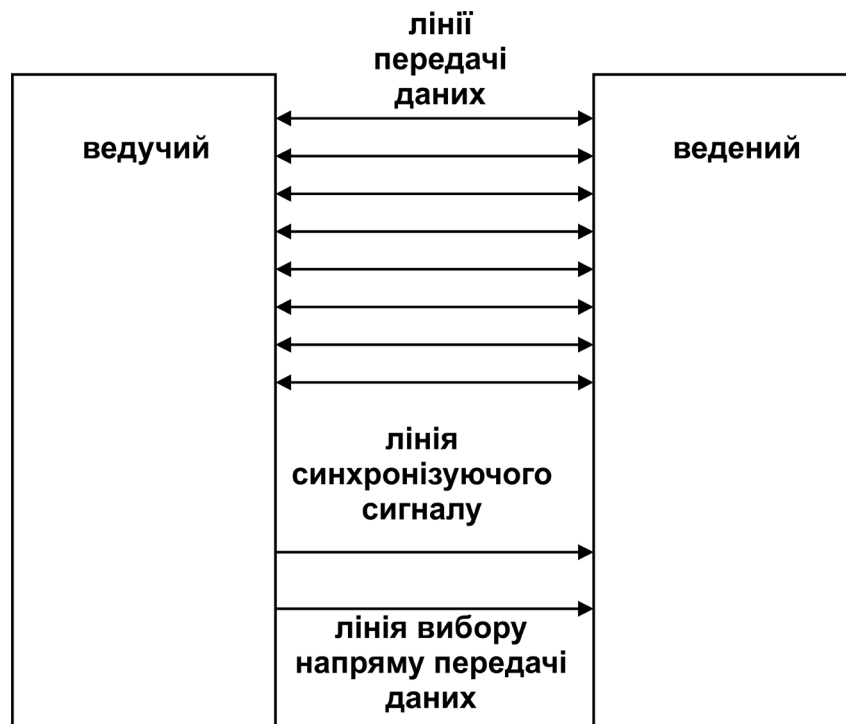 лінії
передачі
даних
ведучий
ведений
лінія
синхронізуючого
сигналу
лінія вибору
напряму передачі
даних